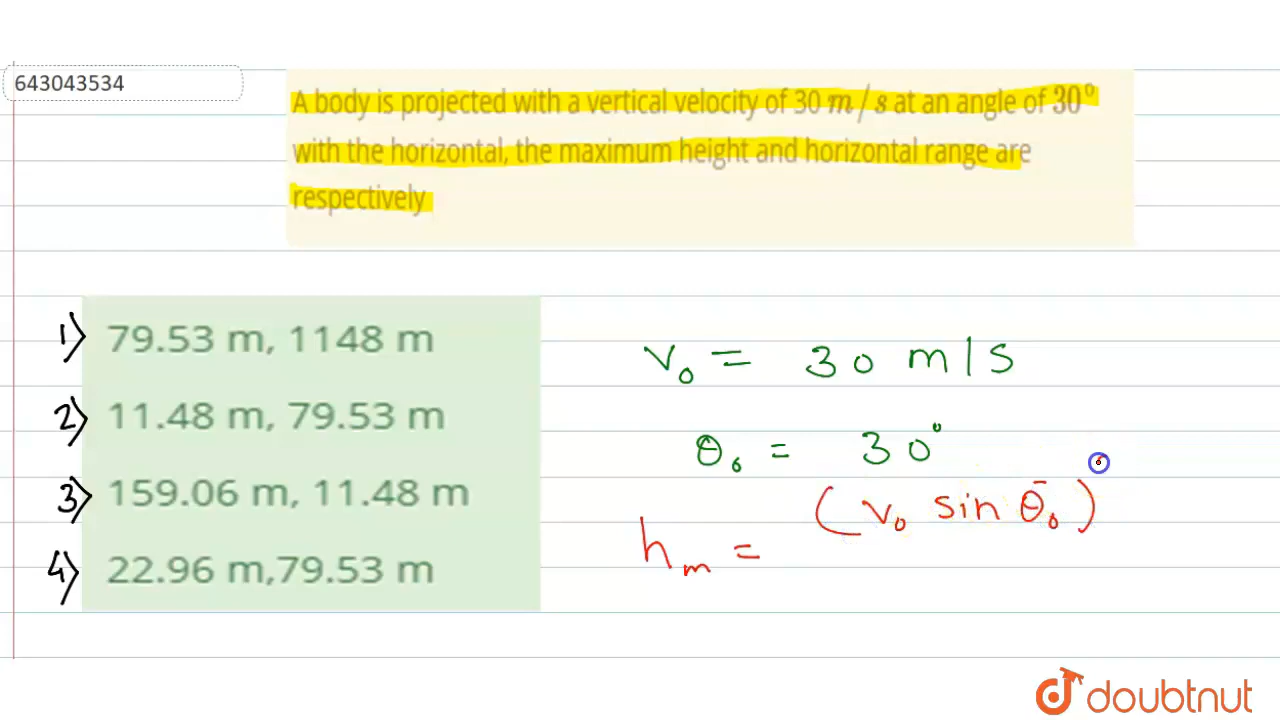 643043534
A body is projected with a vertical velocity of 30 m/s at an angle of 30°
with the horizontal, the maximum height and horizontal range are
respectively
1) 79.53 m, 1148 m
2) 11.48 m, 79.53 m
3) 159.06 m, 11.48 m
4) 22.96 m,79.53 m
v₀ = 30 m/s
θ₀ = 30°
hₘ = (v₀ sin θ₀)
doubtnut